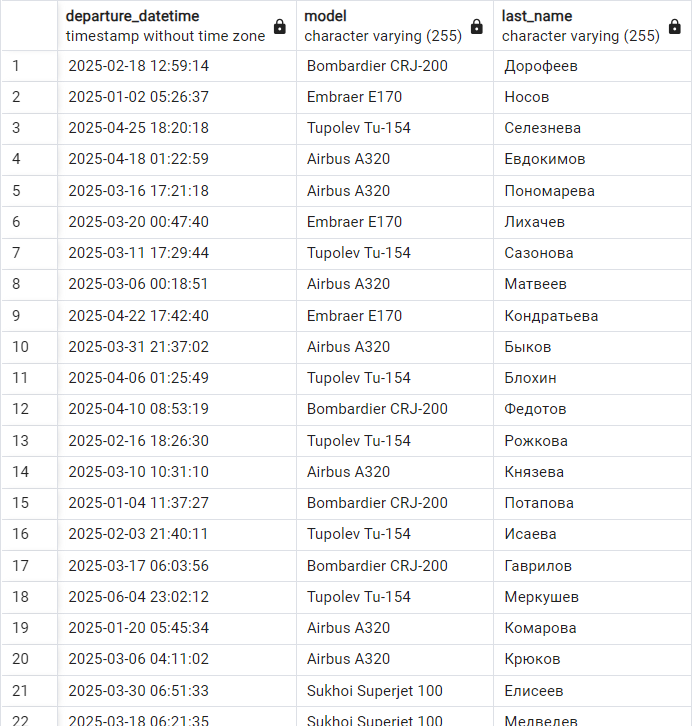 departure_datetime model last_name
timestamp without time zone character varying (255) character varying (255)
1 2025-02-18 12:59:14 Bombardier CRJ-200 Дорофеев
2 2025-01-02 05:26:37 Embraer E170 Носов
3 2025-04-25 18:20:18 Tupolev Tu-154 Селезнева
4 2025-04-18 01:22:59 Airbus A320 Евдокимов
5 2025-03-16 17:21:18 Airbus A320 Пономарева
6 2025-03-20 00:47:40 Embraer E170 Лихачев
7 2025-03-11 17:29:44 Tupolev Tu-154 Сазонова
8 2025-03-06 00:18:51 Airbus A320 Матвеев
9 2025-04-22 17:42:40 Embraer E170 Кондратьева
10 2025-03-31 21:37:02 Airbus A320 Быков
11 2025-04-06 01:25:49 Tupolev Tu-154 Блохин
12 2025-04-10 08:53:19 Bombardier CRJ-200 Федотов
13 2025-02-16 18:26:30 Tupolev Tu-154 Рожкова
14 2025-03-10 10:31:10 Airbus A320 Князева
15 2025-01-04 11:37:27 Bombardier CRJ-200 Потапова
16 2025-02-03 21:40:11 Tupolev Tu-154 Исаева
17 2025-03-17 06:03:56 Bombardier CRJ-200 Гаврилов
18 2025-06-04 23:02:12 Tupolev Tu-154 Меркушев
19 2025-01-20 05:45:34 Airbus A320 Комарова
20 2025-03-06 04:11:02 Airbus A320 Крюков
21 2025-03-30 06:51:33 Sukhoi Superjet 100 Елисеев
22 2025-03-18 06:21:35 Sukhoi Superjet 100 Медведев